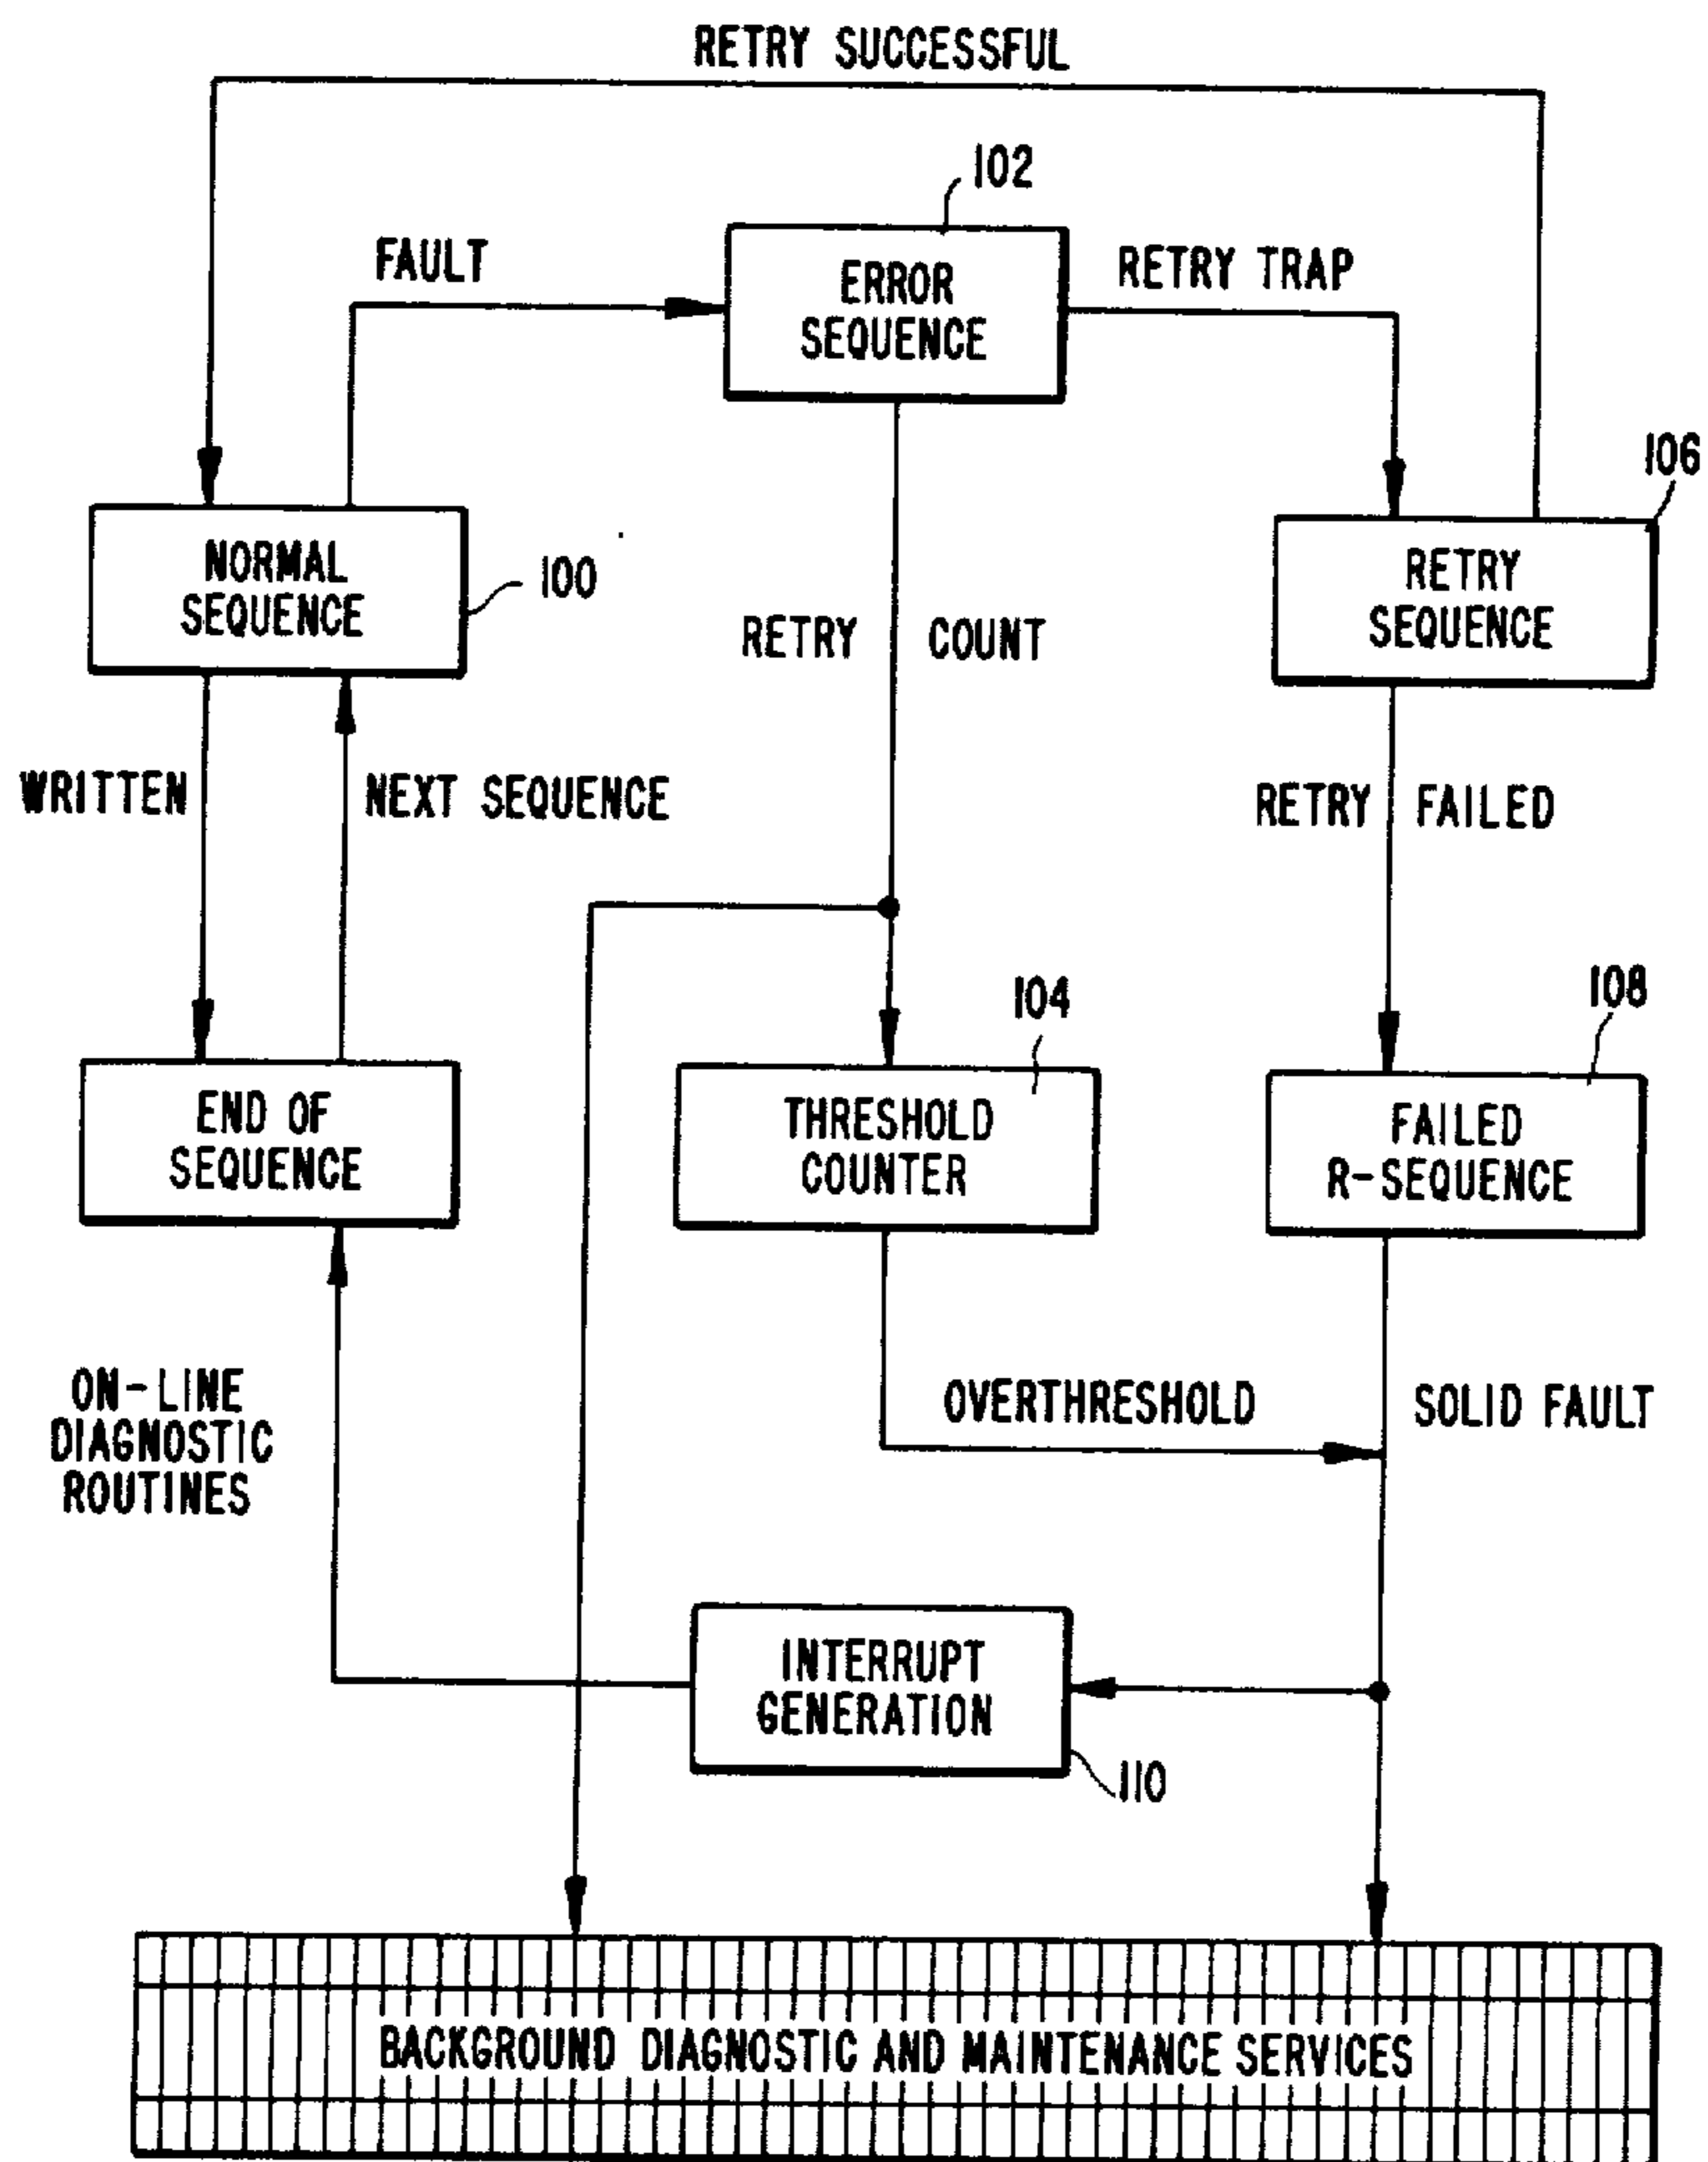 RETRY SUCCESSFUL
102
FAULT
ERROR
SEQUENCE
RETRY TRAP
106
NORMAL
SEQUENCE
100
RETRY COUNT
RETRY
SEQUENCE
WRITTEN
NEXT SEQUENCE
RETRY FAILED
104
108
END OF
SEQUENCE
THRESHOLD
COUNTER
FAILED
R-SEQUENCE
ON-LINE
DIAGNOSTIC
ROUTINES
OVERTHRESHOLD
SOLID FAULT
INTERRUPT
GENERATION
110
BACKGROUND DIAGNOSTIC AND MAINTENANCE SERVICES